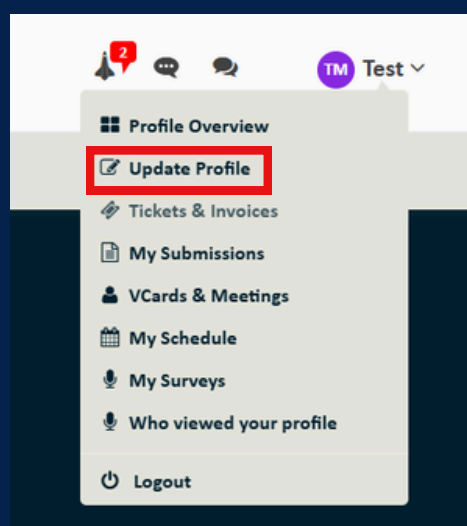 2
TM Test
Profile Overview
Update Profile
Tickets & Invoices
My Submissions
VCards & Meetings
My Schedule
My Surveys
Who viewed your profile
Logout